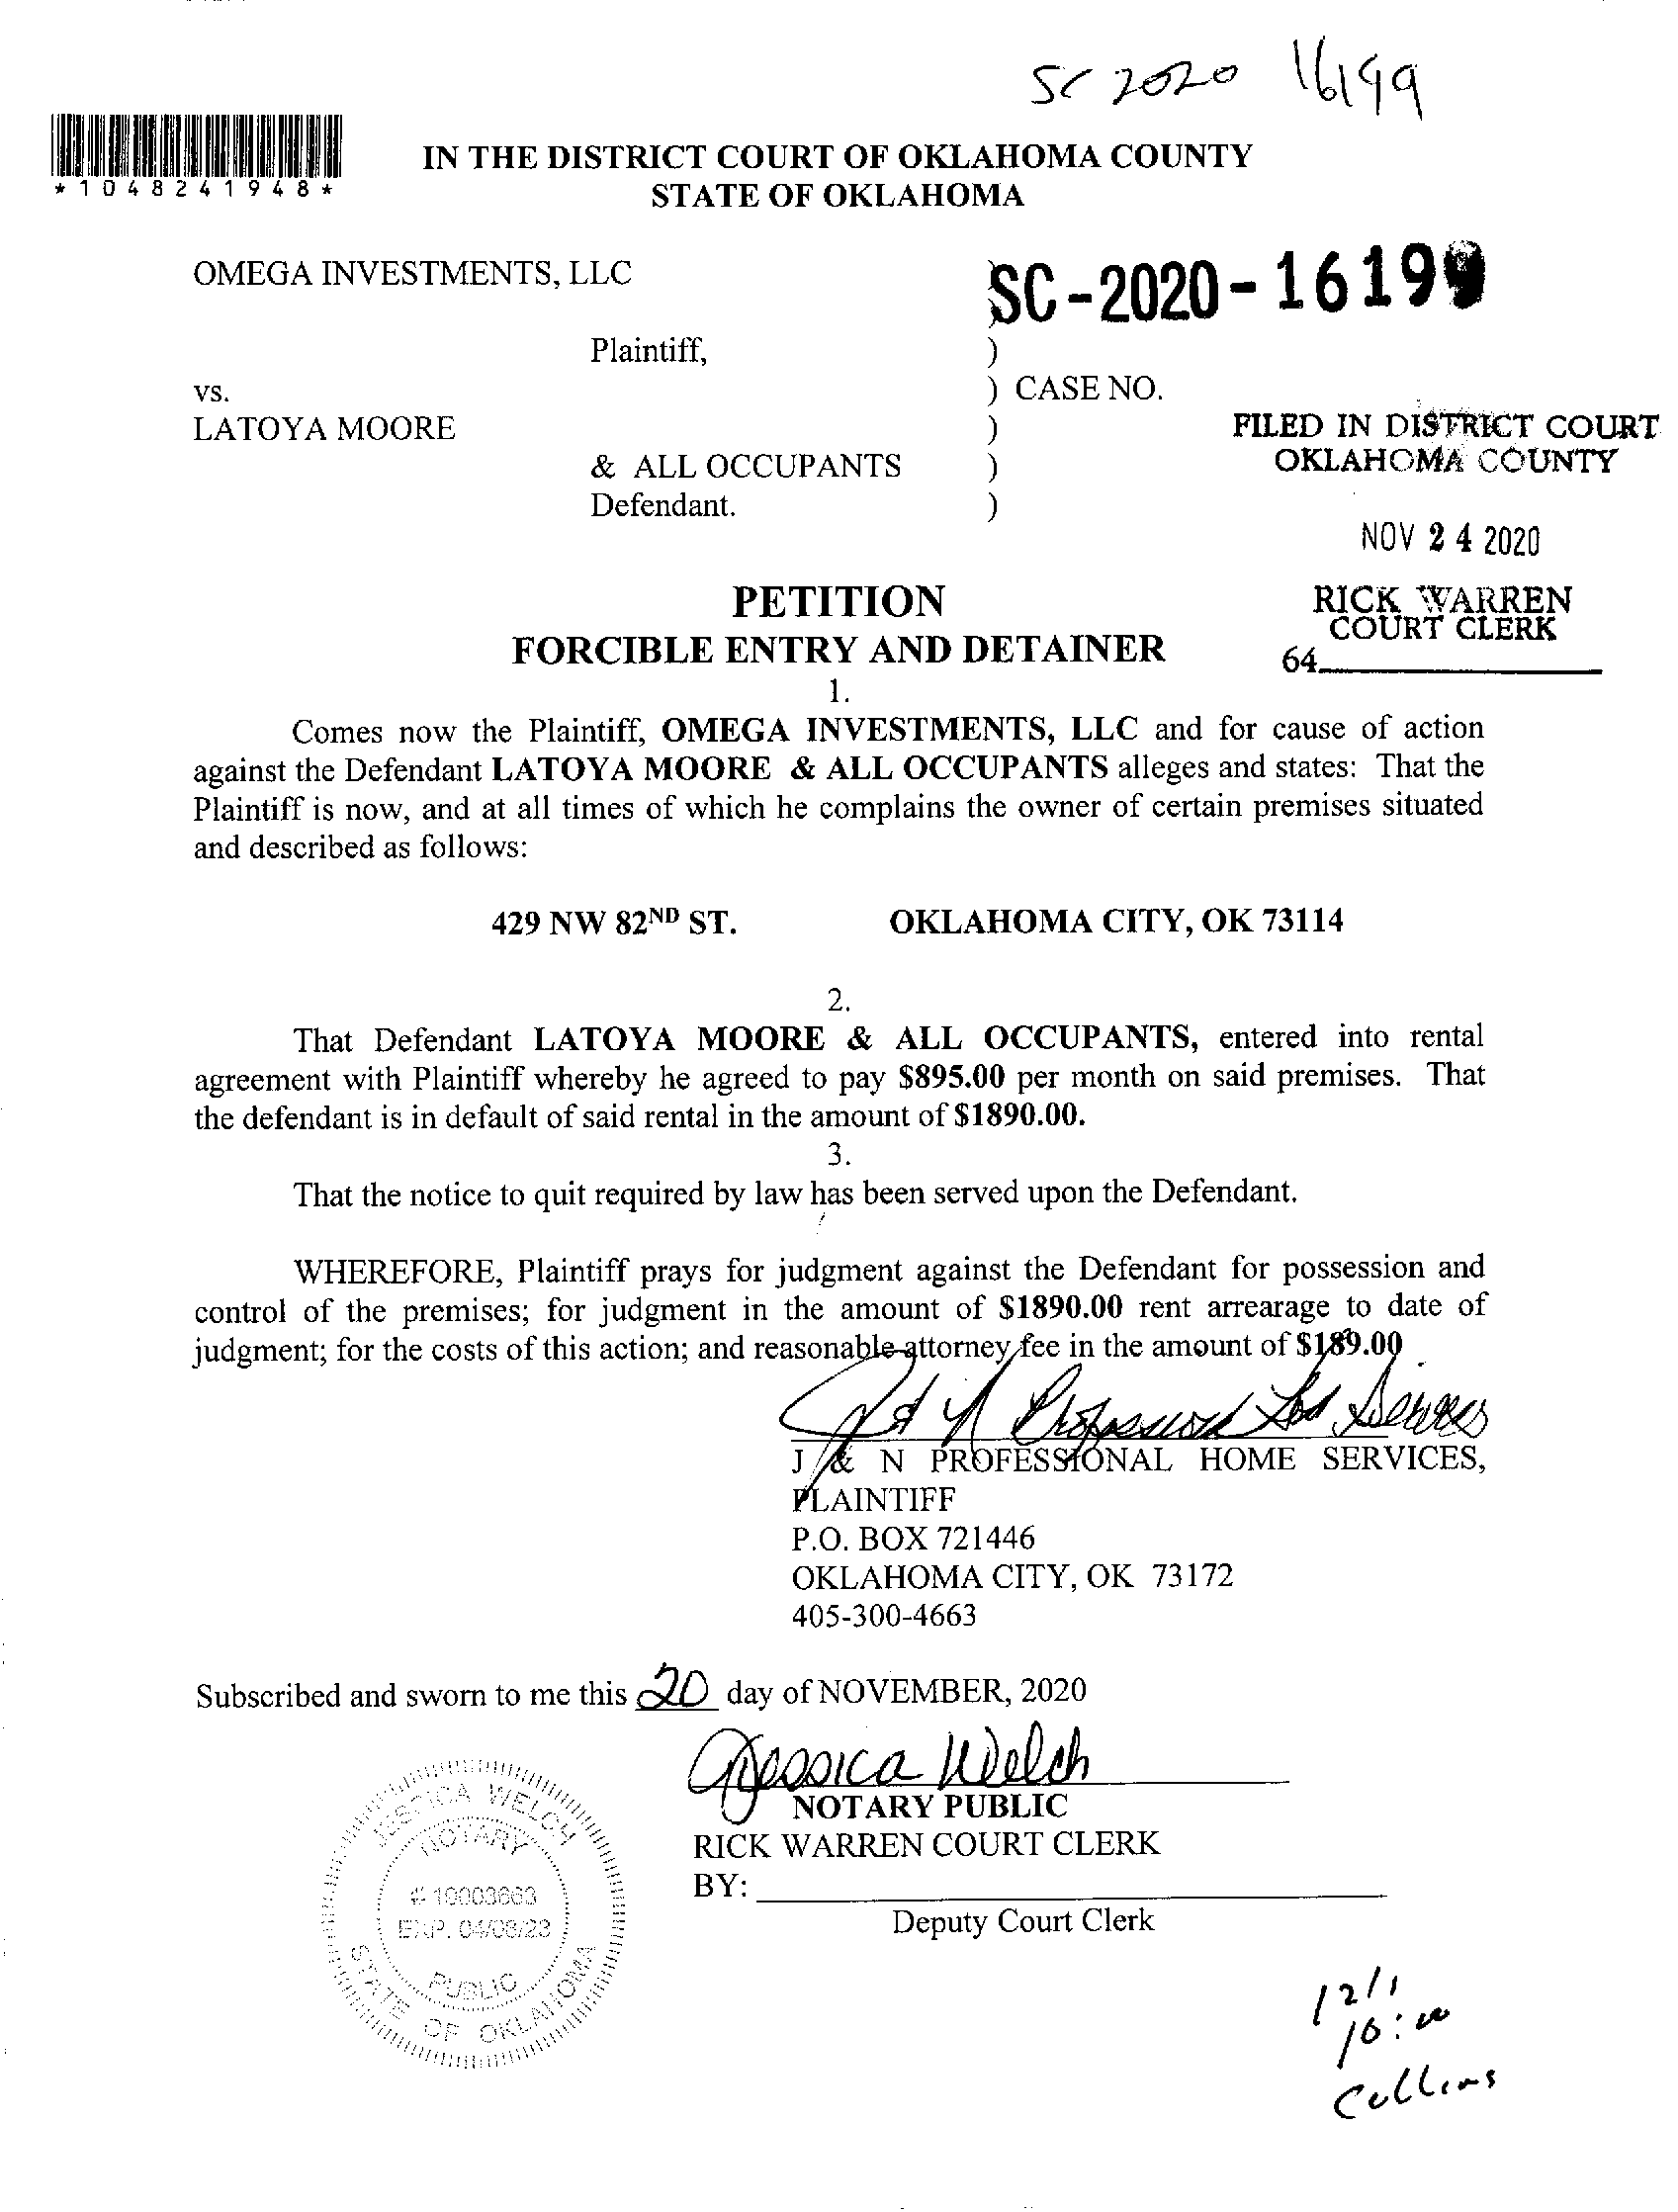 SC 2020 16199
*1048241948*
IN THE DISTRICT COURT OF OKLAHOMA COUNTY
STATE OF OKLAHOMA
OMEGA INVESTMENTS, LLC
SC-2020-16199
Plaintiff, )
vs. ) CASE NO.
LATOYA MOORE )
& ALL OCCUPANTS )
Defendant. )
FILED IN DISTRICT COURT
OKLAHOMA COUNTY
NOV 24 2020
RICK WARREN
COURT CLERK
64
PETITION
FORCIBLE ENTRY AND DETAINER
1.
Comes now the Plaintiff, OMEGA INVESTMENTS, LLC and for cause of action
against the Defendant LATOYA MOORE & ALL OCCUPANTS alleges and states: That the
Plaintiff is now, and at all times of which he complains the owner of certain premises situated
and described as follows:
429 NW 82ND ST. OKLAHOMA CITY, OK 73114
2.
That Defendant LATOYA MOORE & ALL OCCUPANTS, entered into rental
agreement with Plaintiff whereby he agreed to pay $895.00 per month on said premises. That
the defendant is in default of said rental in the amount of $1890.00.
3.
That the notice to quit required by law has been served upon the Defendant.
WHEREFORE, Plaintiff prays for judgment against the Defendant for possession and
control of the premises; for judgment in the amount of $1890.00 rent arrearage to date of
judgment; for the costs of this action; and reasonable attorney fee in the amount of $189.00
J & N PROFESSIONAL HOME SERVICES,
PLAINTIFF
P.O. BOX 721446
OKLAHOMA CITY, OK 73172
405-300-4663
Subscribed and sworn to me this 20 day of NOVEMBER, 2020
Jessica Welch
NOTARY PUBLIC
RICK WARREN COURT CLERK
BY:
Deputy Court Clerk
JESSICA WELCH
NOTARY
PUBLIC
STATE OF OKLAHOMA
12/1
10:00
Collins